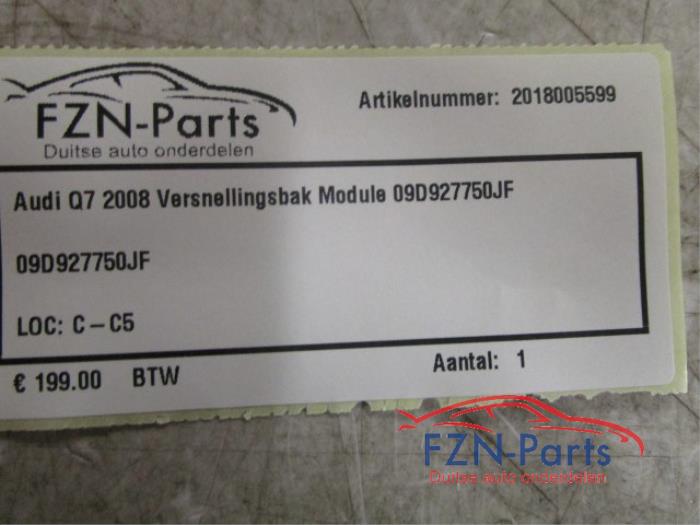 FZN-Parts
Duitse auto onderdelen
Artikelnummer: 2018005599
Audi Q7 2008 Versnellingsbak Module 09D927750JF
09D927750JF
LOC: C-C5
€ 199.00 BTW
Aantal: 1
FZN-Parts
Duitse auto onderdelen